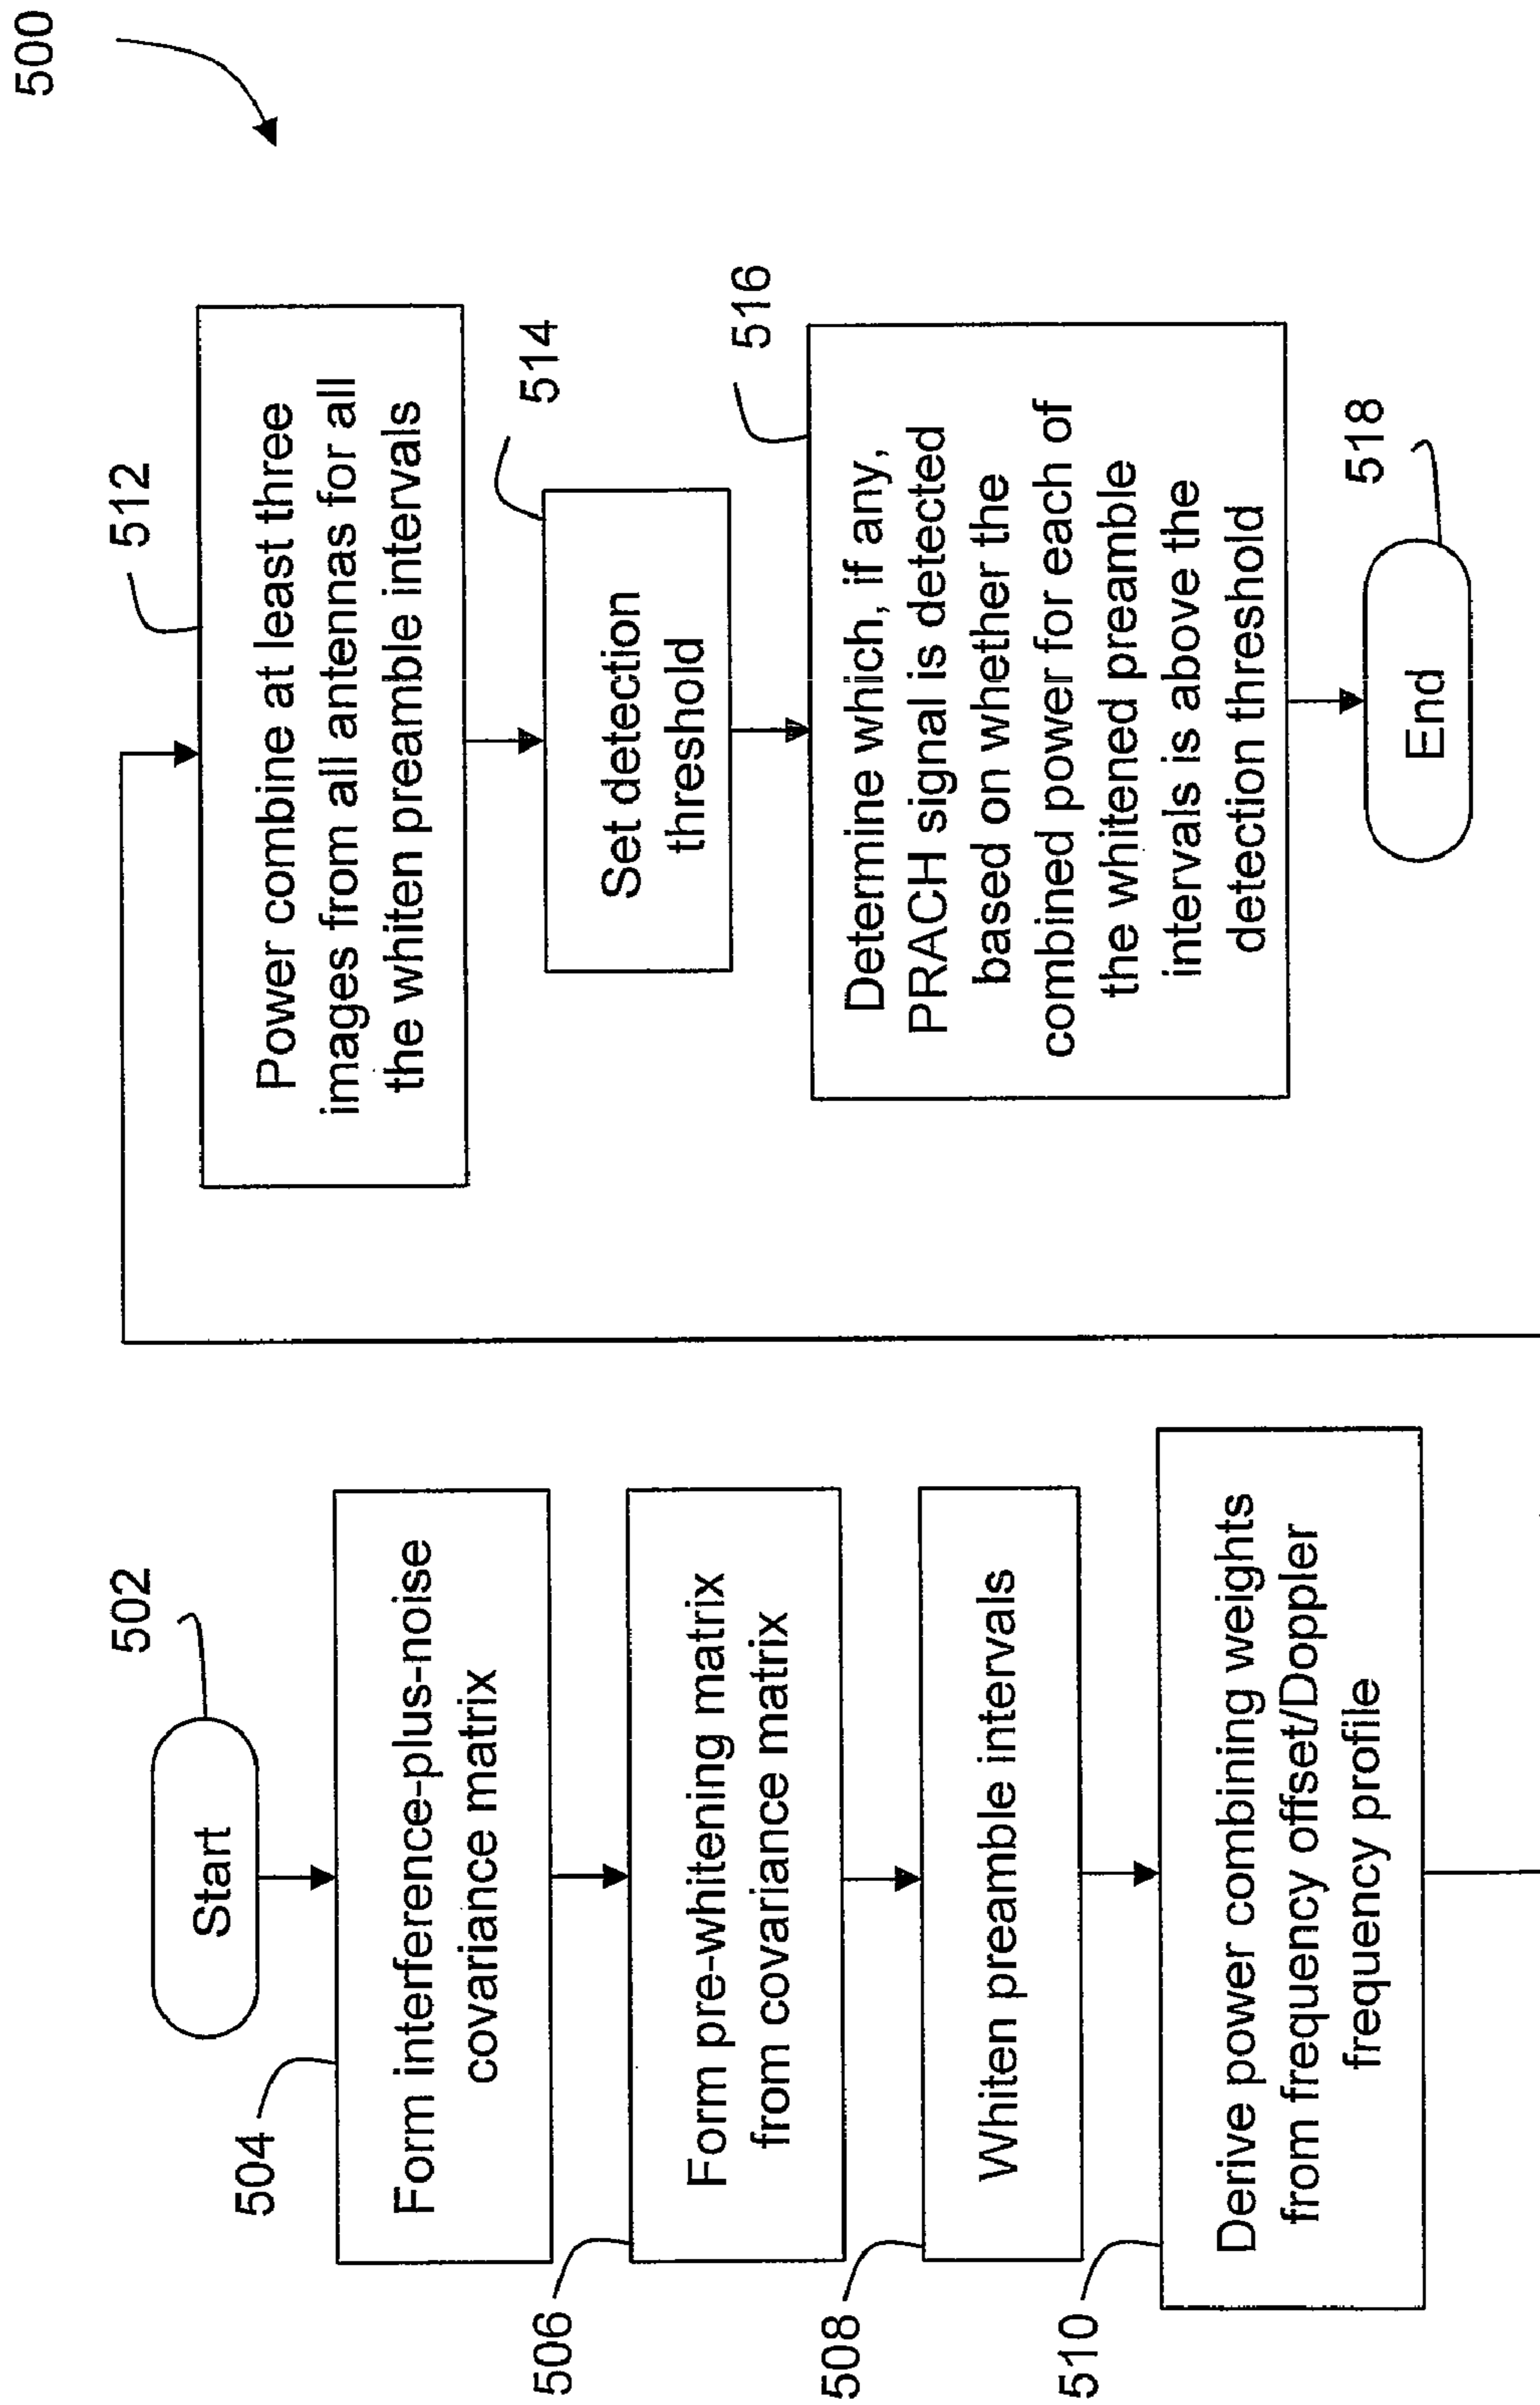 500
502
Start
504
Form interference-plus-noise
covariance matrix
506
Form pre-whitening matrix
from covariance matrix
508
Whiten preamble intervals
510
Derive power combining weights
from frequency offset/Doppler
frequency profile
512
Power combine at least three
images from all antennas for all
the whiten preamble intervals
514
Set detection
threshold
516
Determine which, if any,
PRACH signal is detected
based on whether the
combined power for each of
the whitened preamble
intervals is above the
detection threshold
518
End